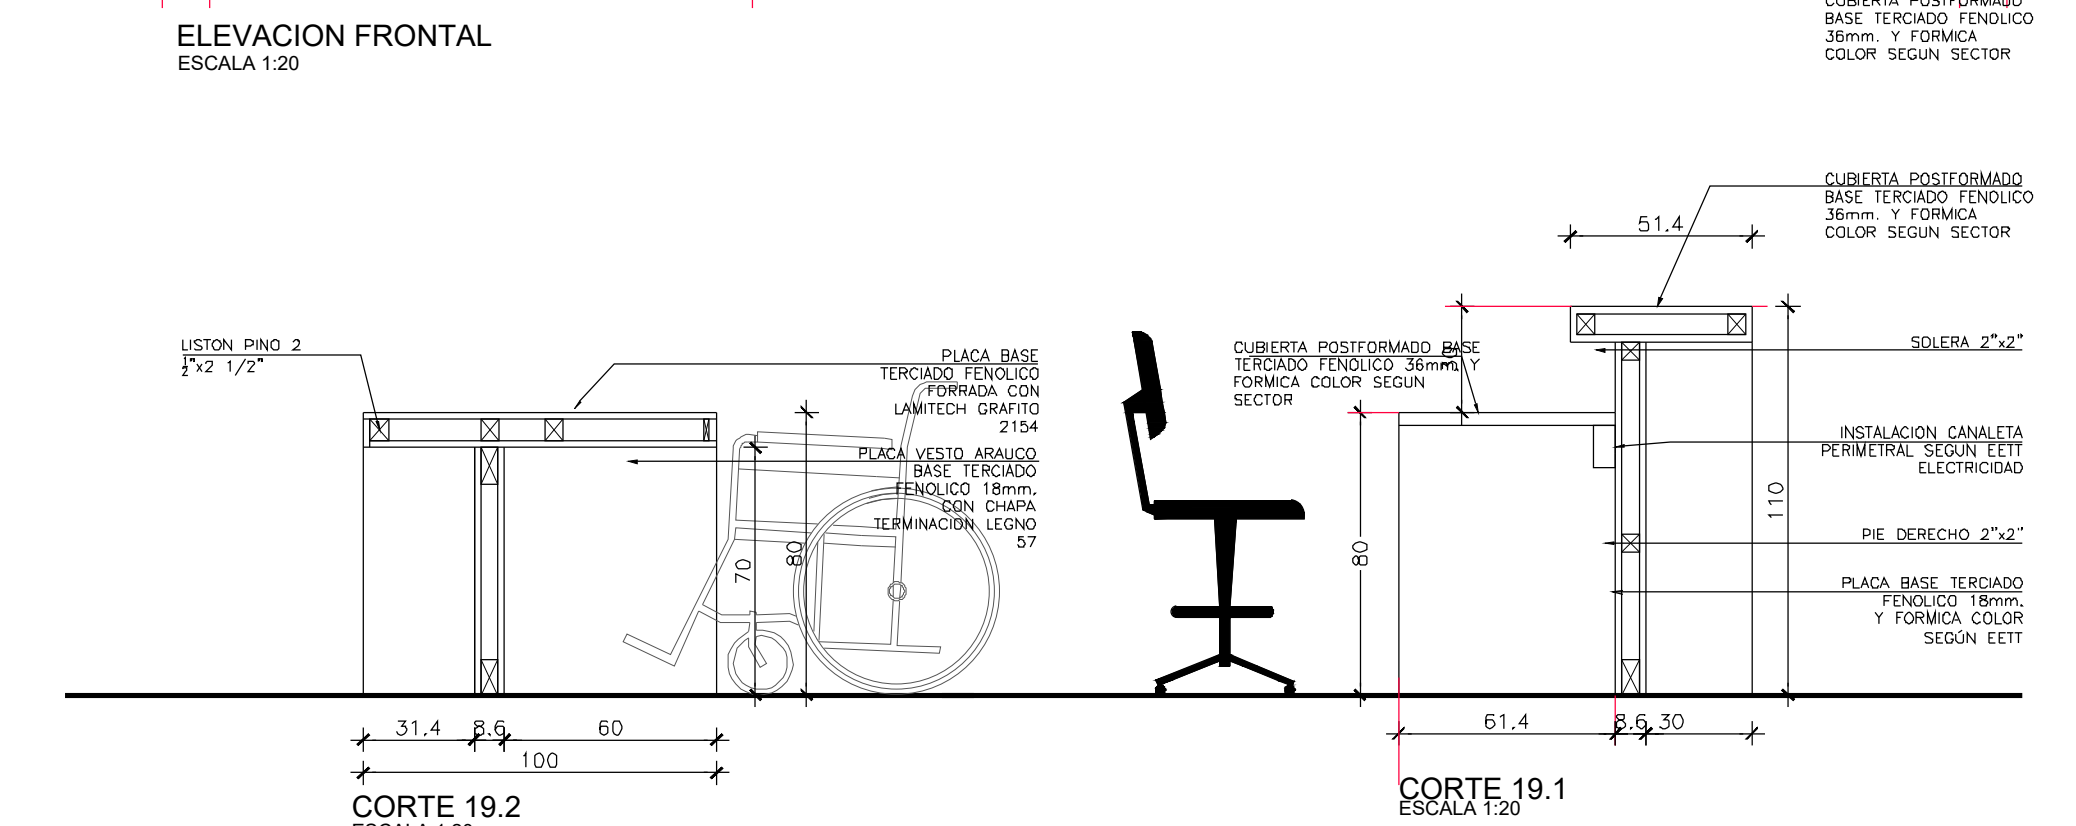 ELEVACION FRONTAL
ESCALA 1:20
CUBIERTA POSTFORMADO
BASE TERCIADO FENOLICO
36mm. Y FORMICA
COLOR SEGUN SECTOR
CUBIERTA POSTFORMADO
BASE TERCIADO FENOLICO
36mm. Y FORMICA
COLOR SEGUN SECTOR
51.4
LISTON PINO 2
1/2"x2 1/2"
PLACA BASE
TERCIADO FENOLICO
FORRADA CON
LAMITECH GRAFITO
2154
PLACA VESTO ARAUCO
BASE TERCIADO
FENOLICO 18mm.
CON CHAPA
TERMINACION LEGNO
57
70
80
31.4
8.6
60
100
CORTE 19.2
CUBIERTA POSTFORMADO BASE
TERCIADO FENOLICO 36mm. Y
FORMICA COLOR SEGUN
SECTOR
30
80
110
SOLERA 2"x2"
INSTALACION CANALETA
PERIMETRAL SEGUN EETT
ELECTRICIDAD
PIE DERECHO 2"x2"
PLACA BASE TERCIADO
FENOLICO 18mm.
Y FORMICA COLOR
SEGÚN EETT
61.4
8.6
30
CORTE 19.1
ESCALA 1:20